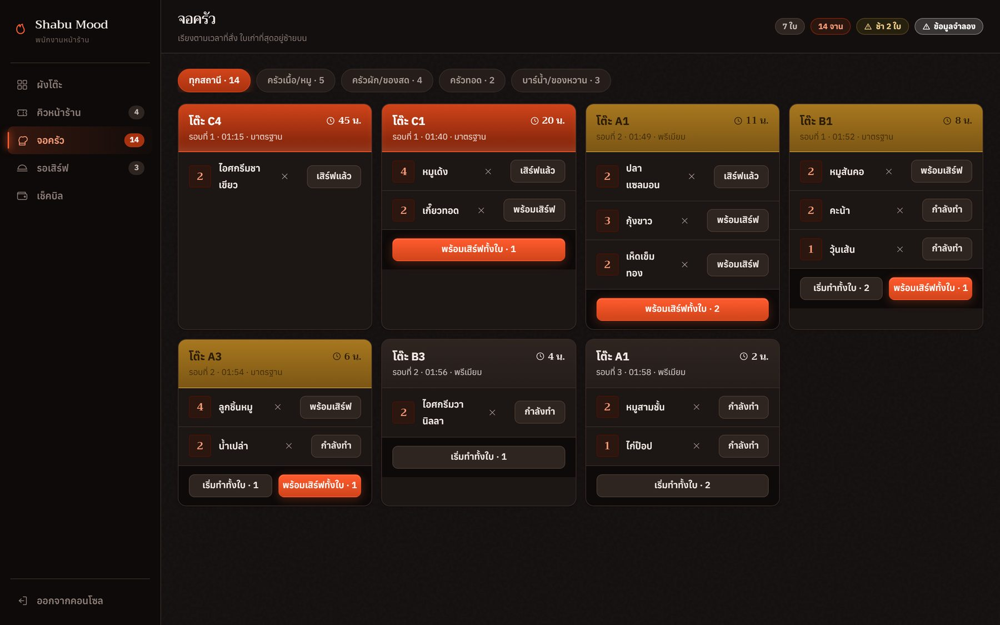 Shabu Mood
พนักงานหน้าร้าน
ผังโต๊ะ
คิวหน้าร้าน 4
จอครัว 14
รอเสิร์ฟ 3
เช็คบิล
ออกจากคอนโซล
จอครัว
เรียงตามเวลาที่สั่ง ใบเก่าที่สุดอยู่ซ้ายบน
7 ใบ
14 จาน
ช้า 2 ใบ
ข้อมูลจำลอง
ทุกสถานี · 14
ครัวเนื้อ/หมู · 5
ครัวผัก/ของสด · 4
ครัวทอด · 2
บาร์น้ำ/ของหวาน · 3
โต๊ะ C4 45 น.
รอบที่ 1 · 01:15 · มาตรฐาน
2 ไอศกรีมชา
เขียว
เสิร์ฟแล้ว
โต๊ะ C1 20 น.
รอบที่ 1 · 01:40 · มาตรฐาน
4 หมูเด้ง × เสิร์ฟแล้ว
2 เกี๊ยวทอด × พร้อมเสิร์ฟ
พร้อมเสิร์ฟทั้งใบ · 1
โต๊ะ A1 11 น.
รอบที่ 2 · 01:49 · พรีเมียม
2 ปลา
แซลมอน
เสิร์ฟแล้ว
3 กุ้งขาว × พร้อมเสิร์ฟ
2 เห็ดเข็ม
ทอง
พร้อมเสิร์ฟ
พร้อมเสิร์ฟทั้งใบ · 2
โต๊ะ B1 8 น.
รอบที่ 1 · 01:52 · มาตรฐาน
2 หมูสันคอ × พร้อมเสิร์ฟ
2 คะน้า × กำลังทำ
1 วุ้นเส้น × กำลังทำ
เริ่มทำทั้งใบ · 2
พร้อมเสิร์ฟทั้งใบ · 1
โต๊ะ A3 6 น.
รอบที่ 2 · 01:54 · มาตรฐาน
4 ลูกชิ้นหมู × พร้อมเสิร์ฟ
2 น้ำเปล่า × กำลังทำ
เริ่มทำทั้งใบ · 1
พร้อมเสิร์ฟทั้งใบ · 1
โต๊ะ B3 4 น.
รอบที่ 2 · 01:56 · พรีเมียม
2 ไอศกรีมวา
นิลลา
กำลังทำ
เริ่มทำทั้งใบ · 1
โต๊ะ A1 2 น.
รอบที่ 3 · 01:58 · พรีเมียม
2 หมูสามชั้น × กำลังทำ
1 ไก่ป๊อป × กำลังทำ
เริ่มทำทั้งใบ · 2